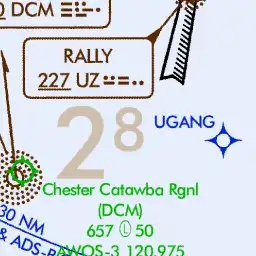 DCM
RALLY
227 UZ
28
UGANG
Chester Catawba Rgnl
(DCM)
657 Ⓛ 50
30 NM
& ADS-
AWOS-3 120.975